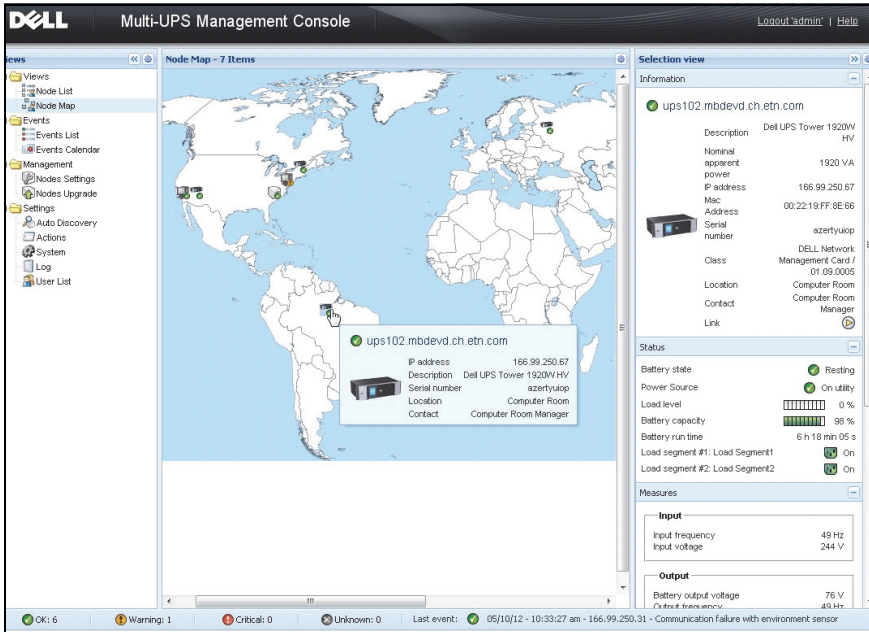 DELL
Multi-UPS Management Console
Logout 'admin' | Help
iews
Views
Node List
Node Map
Events
Events List
Events Calendar
Management
Nodes Settings
Nodes Upgrade
Settings
Auto Discovery
Actions
System
Log
User List
Node Map - 7 Items
ups102.mbdevd.ch.etn.com
IP address 166.99.250.67
Description Dell UPS Tower 1920W HV
Serial number azertyuiop
Location Computer Room
Contact Computer Room Manager
Selection view
Information
ups102.mbdevd.ch.etn.com
Description Dell UPS Tower 1920W
HV
Nominal
apparent
power 1920 VA
IP address 166.99.250.67
Mac
Address 00:22:19:FF:8E:66
Serial
number azertyuiop
Class DELL Network
Management Card /
01.09.0005
Location Computer Room
Contact Computer Room
Manager
Link
Status
Battery state Resting
Power Source On utility
Load level 0 %
Battery capacity 98 %
Battery run time 6 h 18 min 05 s
Load segment #1: Load Segment1 On
Load segment #2: Load Segment2 On
Measures
Input
Input frequency 49 Hz
Input voltage 244 V
Output
Battery output voltage 76 V
Output frequency 49 Hz
OK: 6
Warning: 1
Critical: 0
Unknown: 0
Last event: 05/10/12 - 10:33:27 am - 166.99.250.31 - Communication failure with environment sensor